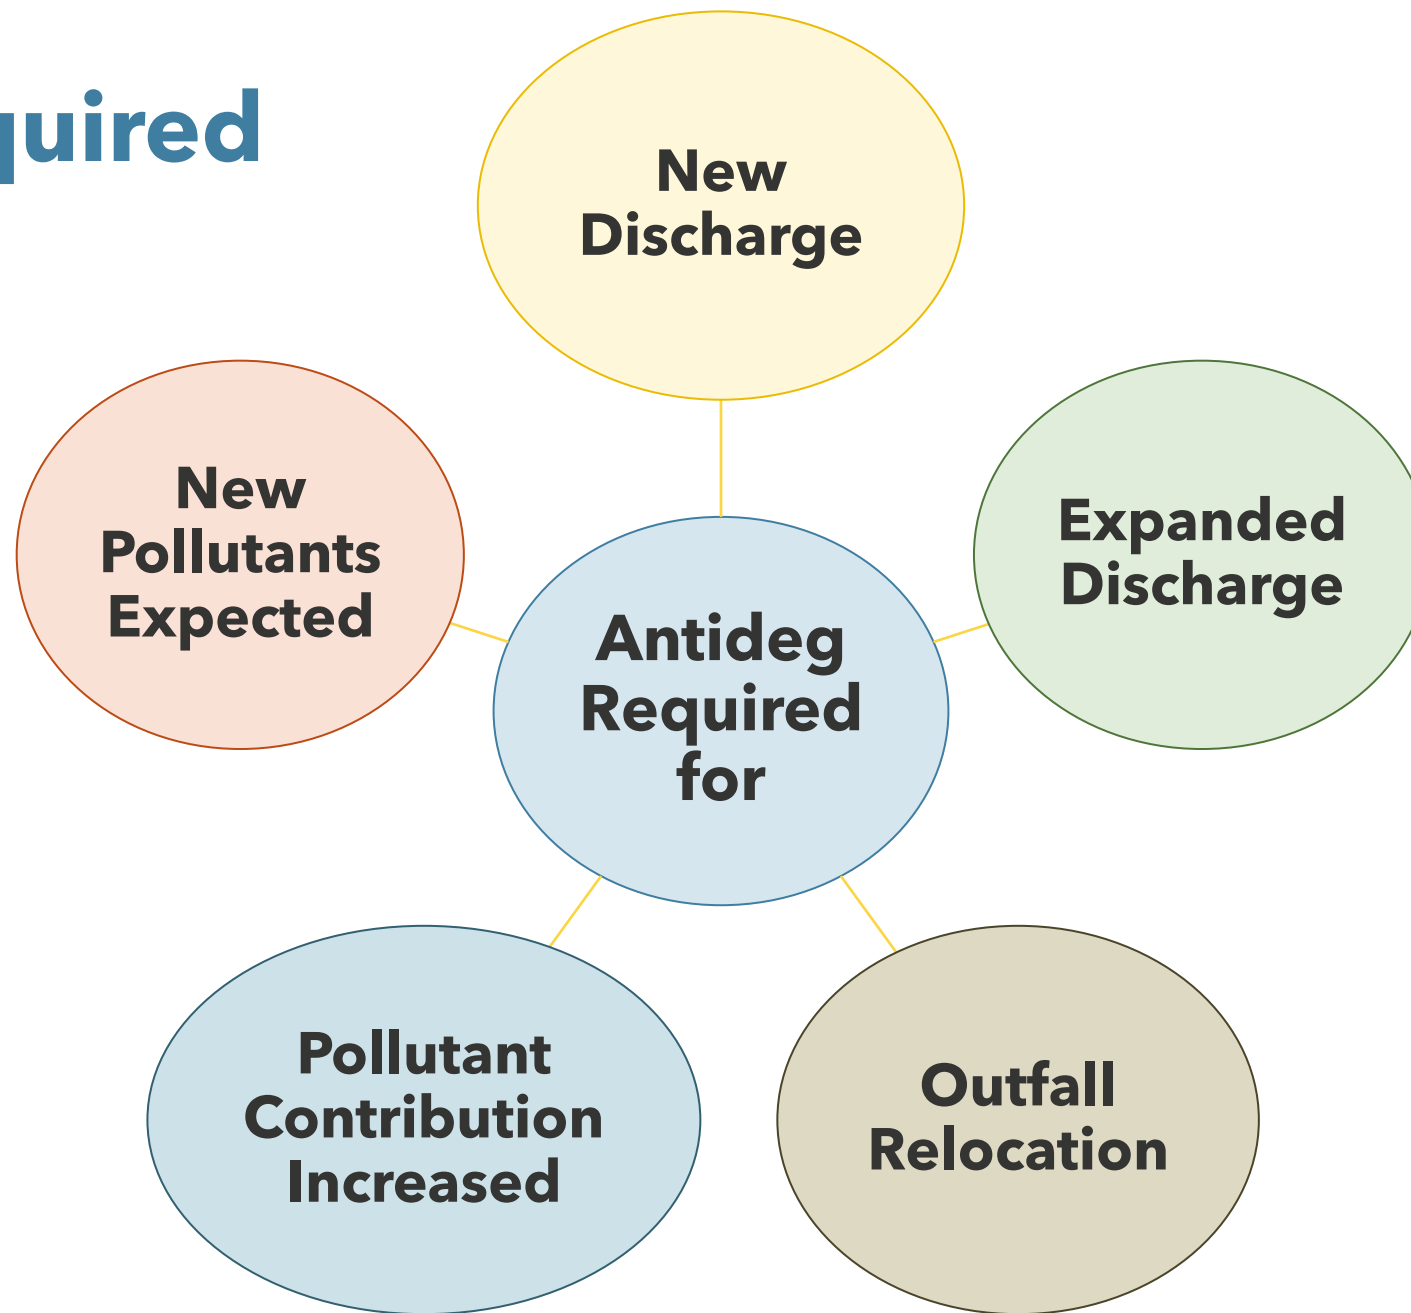 quired
New
Discharge
Expanded
Discharge
Outfall
Relocation
Pollutant
Contribution
Increased
New
Pollutants
Expected
Antideg
Required
for